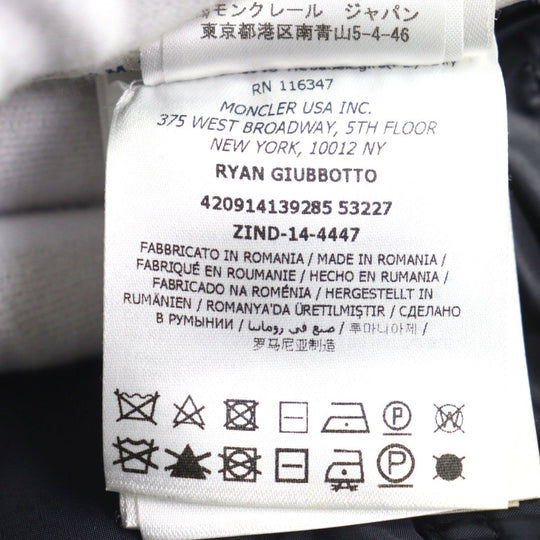 モンクレール ジャパン
東京都港区南青山5-4-46
RN 116347
MONCLER USA INC.
375 WEST BROADWAY, 5TH FLOOR
NEW YORK, 10012 NY
RYAN GIUBBOTTO
420914139285 53227
ZIND-14-4447
FABBRICATO IN ROMANIA / MADE IN ROMANIA /
FABRIQUÉ EN ROUMANIE / HECHO EN RUMANIA /
FABRICADO NA ROMÉNIA / HERGESTELLT IN
RUMÄNIEN / ROMANYA'DA ÜRETILMIŞTIR / СДЕЛАНО
В РУМЫНИИ / صنع في رومانيا / 루마니아제 /
罗马尼亚制造
P W
P